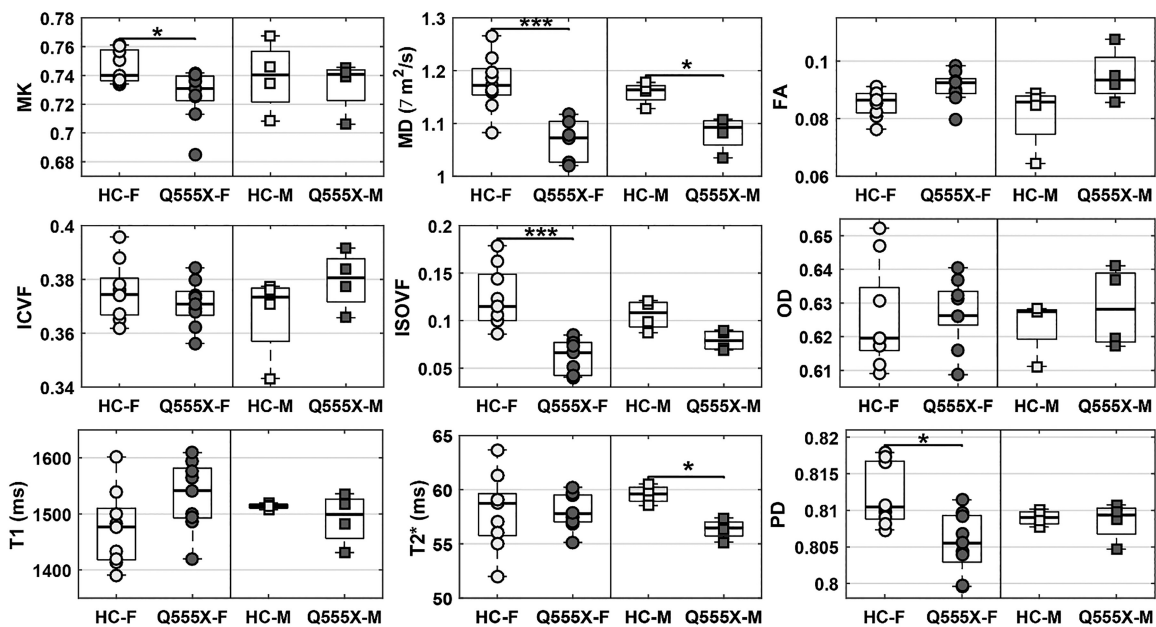 0.78
0.76
0.74
0.72
0.7
0.68
MK
*
HC-F Q555X-F HC-M Q555X-M
1.3
1.2
1.1
1
MD (7 m²/s)
***
*
HC-F Q555X-F HC-M Q555X-M
0.1
0.08
0.06
FA
HC-F Q555X-F HC-M Q555X-M
0.4
0.38
0.36
0.34
ICVF
HC-F Q555X-F HC-M Q555X-M
0.2
0.15
0.1
0.05
ISOVF
***
HC-F Q555X-F HC-M Q555X-M
0.65
0.64
0.63
0.62
0.61
OD
HC-F Q555X-F HC-M Q555X-M
1600
1500
1400
T1 (ms)
HC-F Q555X-F HC-M Q555X-M
65
60
55
50
T2* (ms)
*
HC-F Q555X-F HC-M Q555X-M
0.82
0.815
0.81
0.805
0.8
PD
*
HC-F Q555X-F HC-M Q555X-M